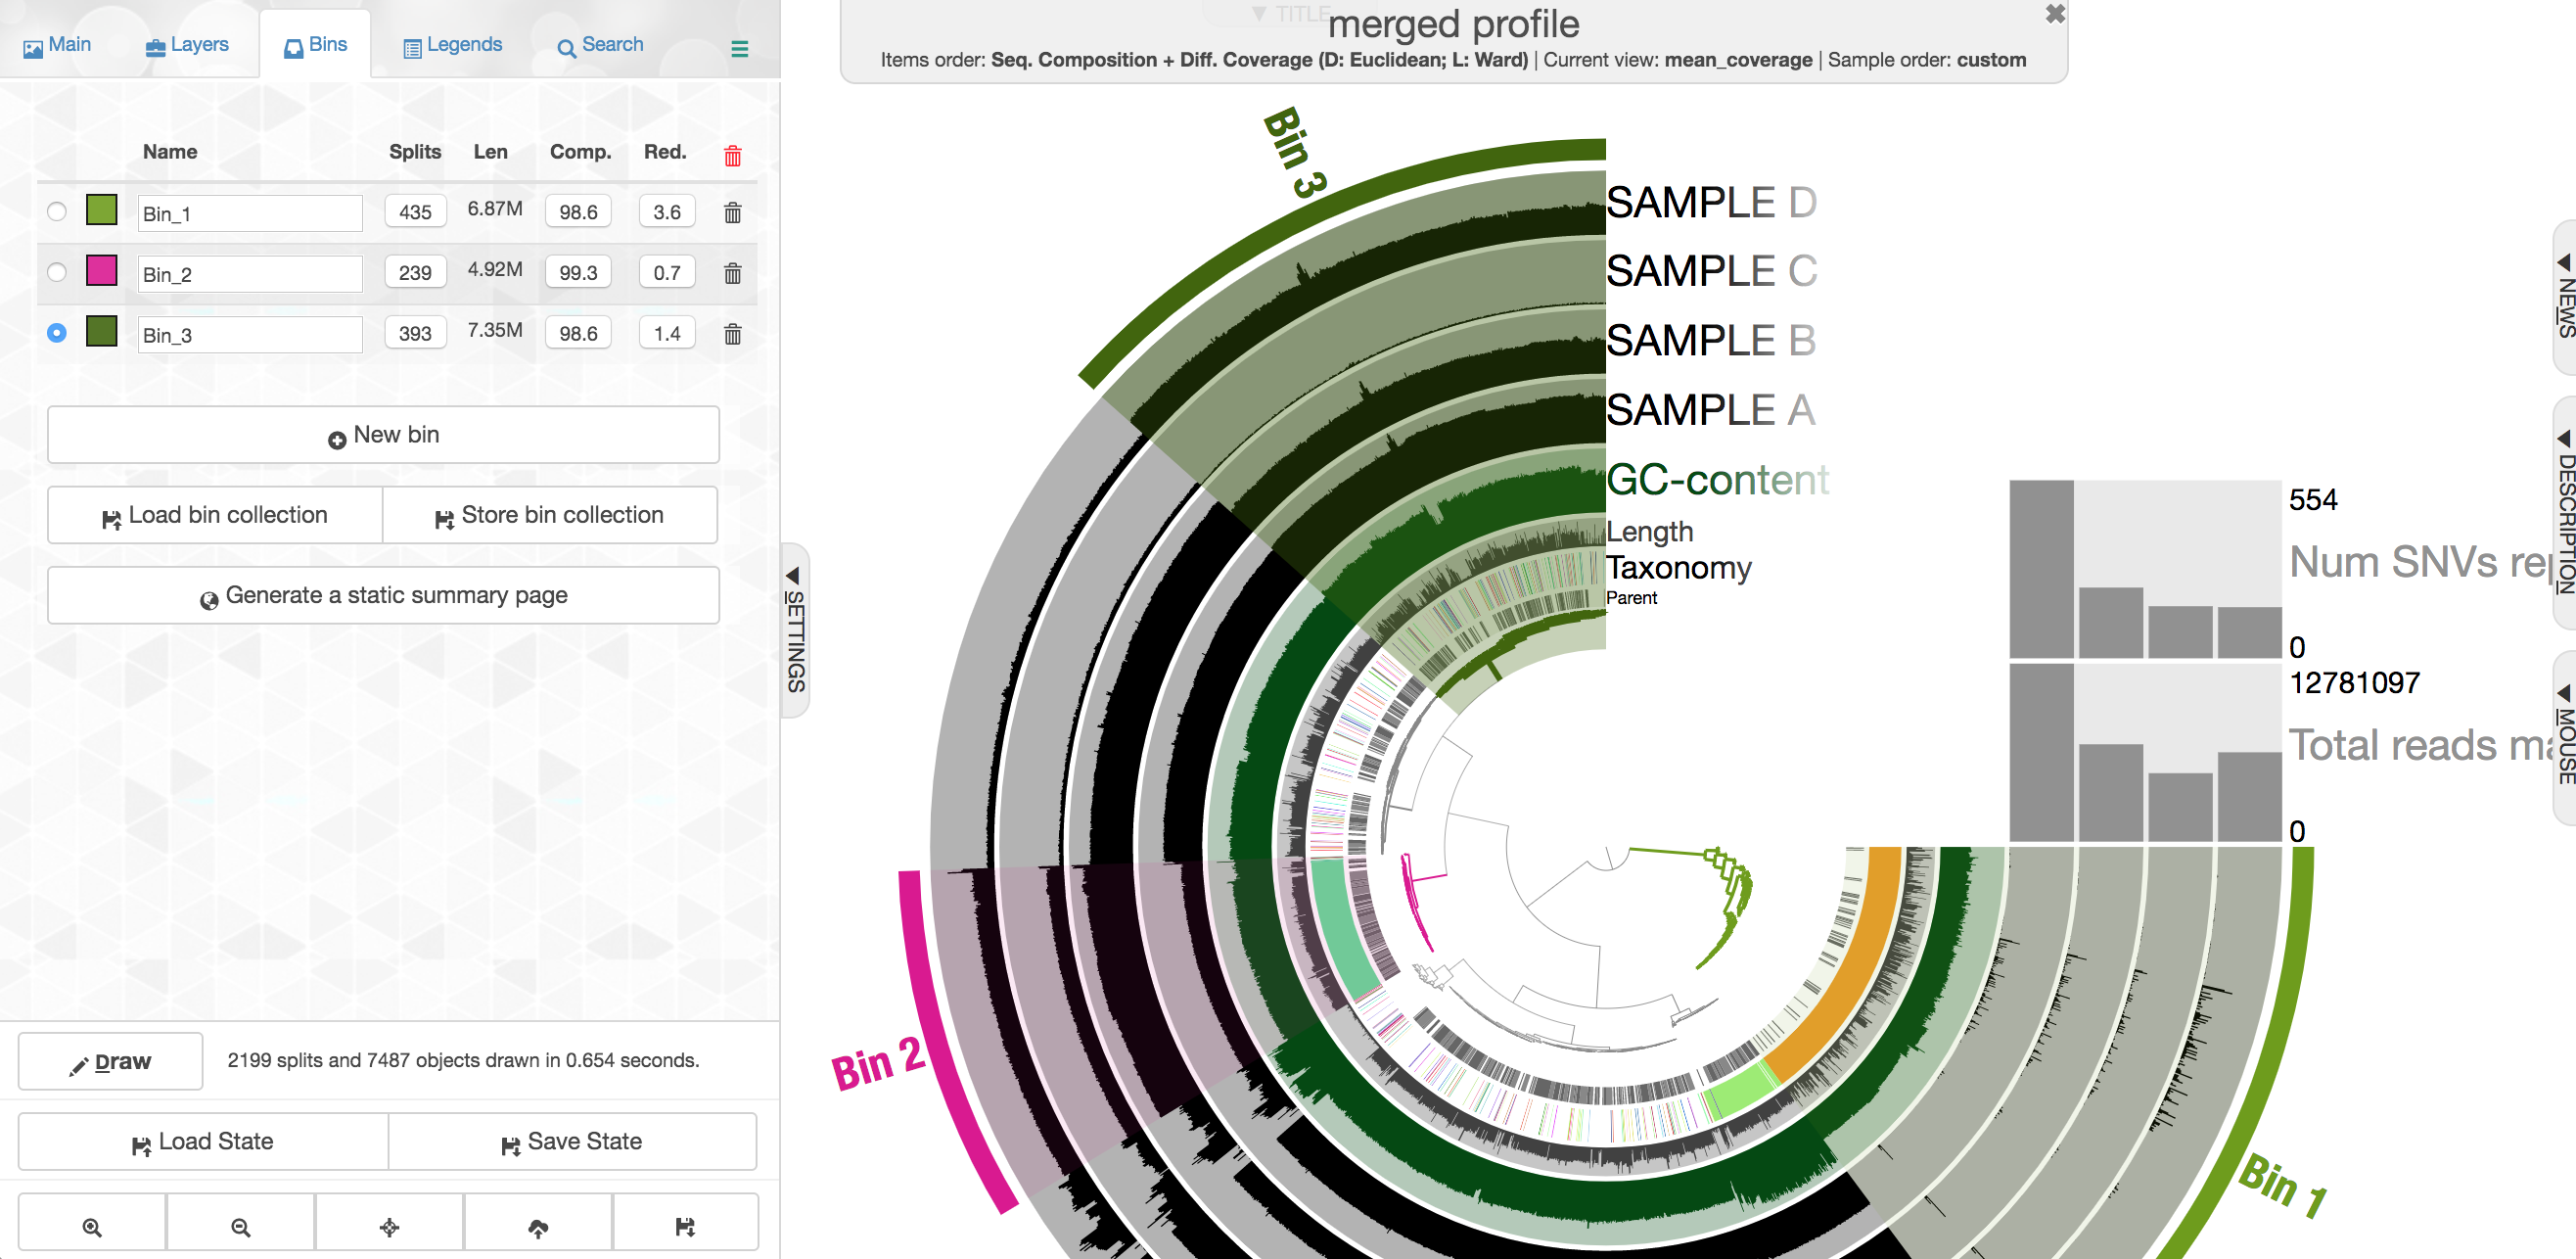 Main
Layers
Bins
Legends
Search
Name Splits Len Comp. Red.
Bin_1 435 6.87M 98.6 3.6
Bin_2 239 4.92M 99.3 0.7
Bin_3 393 7.35M 98.6 1.4
New bin
Load bin collection
Store bin collection
Generate a static summary page
Draw
2199 splits and 7487 objects drawn in 0.654 seconds.
Load State
Save State
SETTINGS
TITLE
merged profile
Items order: Seq. Composition + Diff. Coverage (D: Euclidean; L: Ward) | Current view: mean_coverage | Sample order: custom
Bin 3
SAMPLE D
SAMPLE C
SAMPLE B
SAMPLE A
GC-content
Length
Taxonomy
Parent
554
Num SNVs
0
12781097
Total reads
0
Bin 2
Bin 1
NEWS
DESCRIPTION
MOUSE